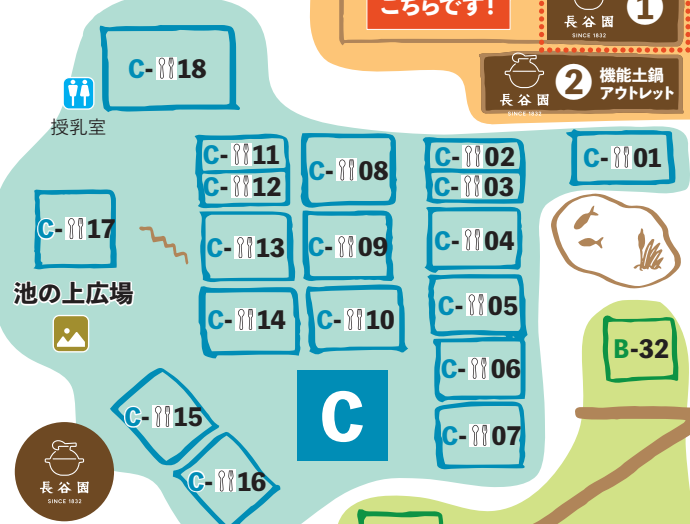 こちらです!
長谷園
SINCE 1832
1
長谷園
SINCE 1832
2
機能土鍋
アウトレット
C-18
授乳室
C-11
C-12
C-08
C-02
C-03
C-01
C-17
C-13
C-09
C-04
池の上広場
C-14
C-10
C-05
B-32
C-06
C-15
C
C-07
C-16
長谷園
SINCE 1832